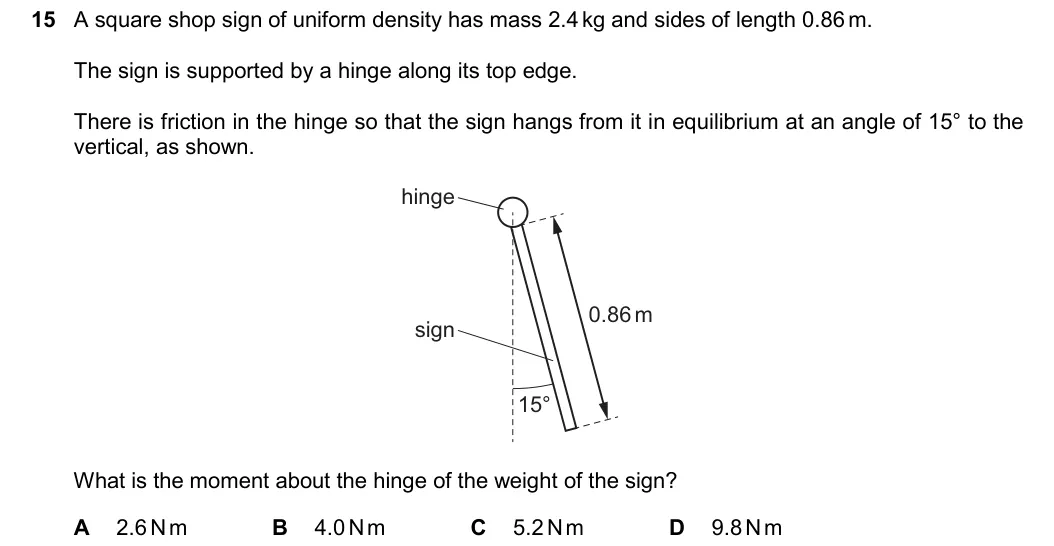 15 A square shop sign of uniform density has mass 2.4 kg and sides of length 0.86 m.
The sign is supported by a hinge along its top edge.
There is friction in the hinge so that the sign hangs from it in equilibrium at an angle of 15° to the
vertical, as shown.
hinge
0.86 m
sign
15°
What is the moment about the hinge of the weight of the sign?
A 2.6 N m B 4.0 N m C 5.2 N m D 9.8 N m